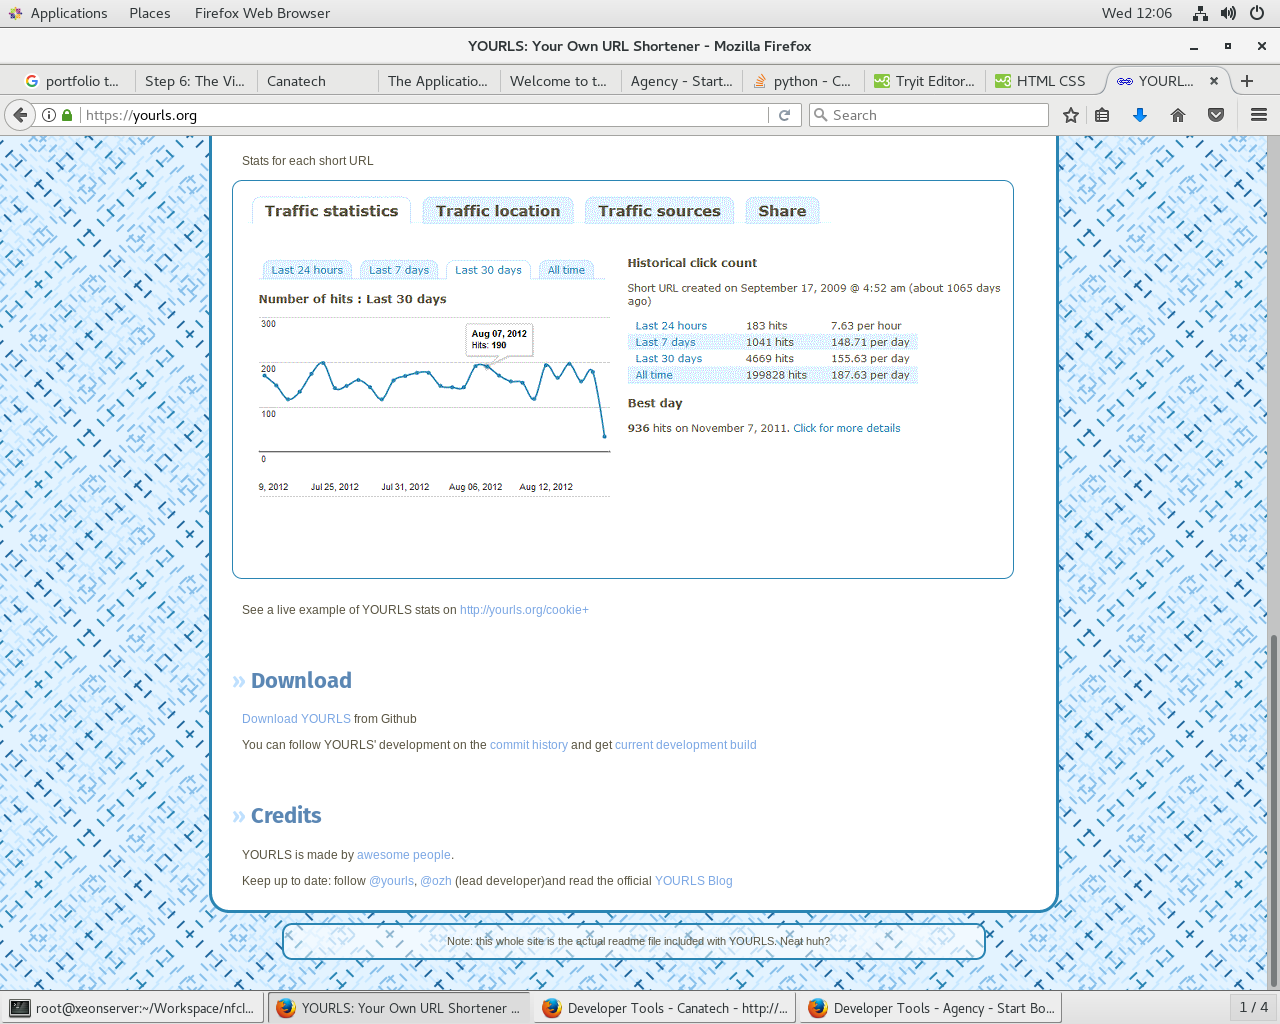 Applications Places Firefox Web Browser Wed 12:06
YOURLS: Your Own URL Shortener - Mozilla Firefox
portfolio t... Step 6: The Vi... Canatech The Applicatio... Welcome to t... Agency - Start... python - C... Tryit Editor... HTML CSS YOURL...
https://yourls.org Search
Stats for each short URL
Traffic statistics Traffic location Traffic sources Share
Last 24 hours Last 7 days Last 30 days All time
Number of hits : Last 30 days
300
Aug 07, 2012
Hits: 190
200
100
0
9, 2012 Jul 25, 2012 Jul 31, 2012 Aug 06, 2012 Aug 12, 2012
Historical click count
Short URL created on September 17, 2009 @ 4:52 am (about 1065 days
ago)
Last 24 hours 183 hits 7.63 per hour
Last 7 days 1041 hits 148.71 per day
Last 30 days 4669 hits 155.63 per day
All time 199828 hits 187.63 per day
Best day
936 hits on November 7, 2011. Click for more details
See a live example of YOURLS stats on http://yourls.org/cookie+
» Download
Download YOURLS from Github
You can follow YOURLS' development on the commit history and get current development build
» Credits
YOURLS is made by awesome people.
Keep up to date: follow @yourls, @ozh (lead developer)and read the official YOURLS Blog
Note: this whole site is the actual readme file included with YOURLS. Neat huh?
root@xeonserver:~/Workspace/nfcl... YOURLS: Your Own URL Shortener ... Developer Tools - Canatech - http://... Developer Tools - Agency - Start Bo... 1 / 4